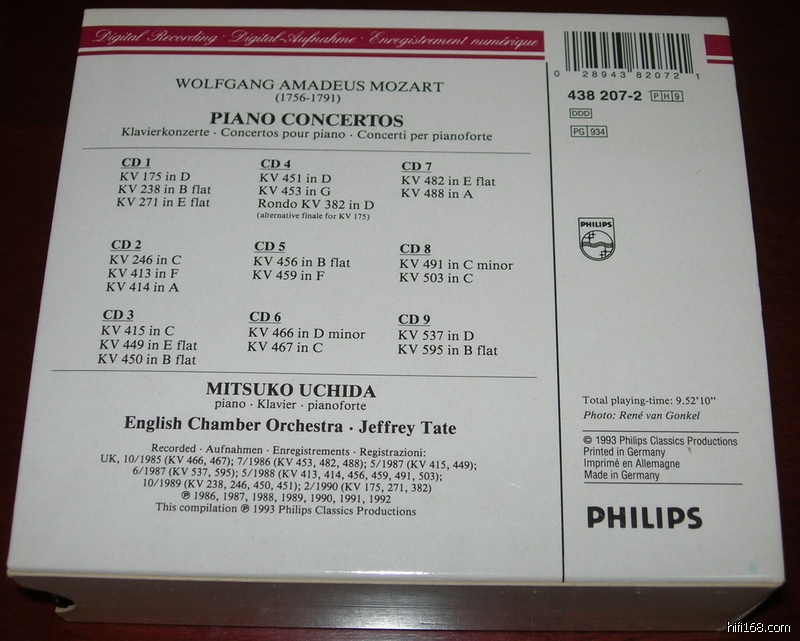 Digital Recording · Digital-Aufnahme · Enregistrement numérique
WOLFGANG AMADEUS MOZART
(1756-1791)
PIANO CONCERTOS
Klavierkonzerte · Concertos pour piano · Concerti per pianoforte
CD 1
KV 175 in D
KV 238 in B flat
KV 271 in E flat
CD 4
KV 451 in D
KV 453 in G
Rondo KV 382 in D
(alternative finale for KV 175)
CD 7
KV 482 in E flat
KV 488 in A
CD 2
KV 246 in C
KV 413 in F
KV 414 in A
CD 5
KV 456 in B flat
KV 459 in F
CD 8
KV 491 in C minor
KV 503 in C
CD 3
KV 415 in C
KV 449 in E flat
KV 450 in B flat
CD 6
KV 466 in D minor
KV 467 in C
CD 9
KV 537 in D
KV 595 in B flat
MITSUKO UCHIDA
piano · Klavier · pianoforte
English Chamber Orchestra · Jeffrey Tate
Recorded · Aufnahmen · Enregistrements · Registrazioni:
UK, 10/1985 (KV 466, 467); 7/1986 (KV 453, 482, 488); 5/1987 (KV 415, 449);
6/1987 (KV 537, 595); 5/1988 (KV 413, 414, 456, 459, 491, 503);
10/1989 (KV 238, 246, 450, 451); 2/1990 (KV 175, 271, 382)
℗ 1986, 1987, 1988, 1989, 1990, 1991, 1992
This compilation ℗ 1993 Philips Classics Productions
0 28943 82072 1
438 207-2 PH9
DDD
PG 934
PHILIPS
Total playing-time: 9.52'10"
Photo: René van Gonkel
© 1993 Philips Classics Productions
Printed in Germany
Imprimé en Allemagne
Made in Germany
PHILIPS
hifi168.com